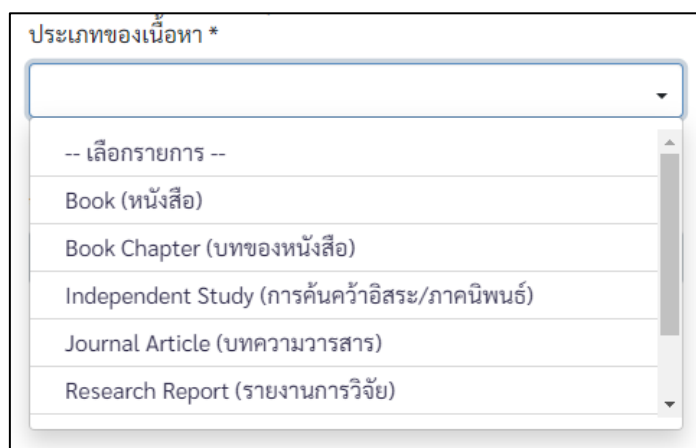 ประเภทของเนื้อหา *
-- เลือกรายการ --
Book (หนังสือ)
Book Chapter (บทของหนังสือ)
Independent Study (การค้นคว้าอิสระ/ภาคนิพนธ์)
Journal Article (บทความวารสาร)
Research Report (รายงานการวิจัย)